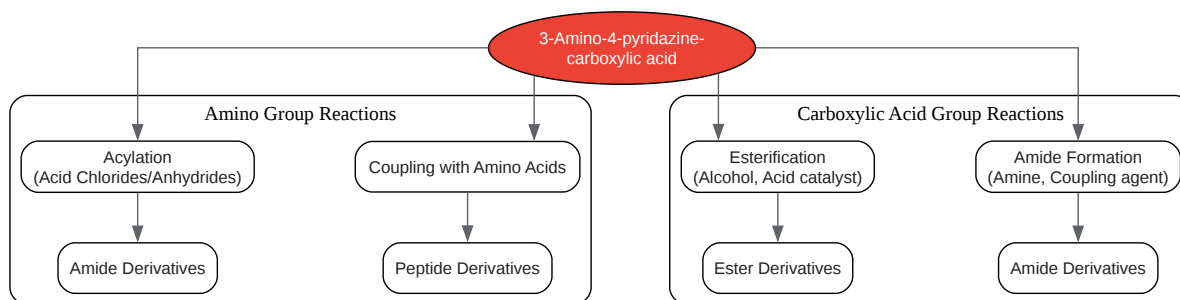 3-Amino-4-pyridazine-
carboxylic acid
Amino Group Reactions
Carboxylic Acid Group Reactions
Acylation
(Acid Chlorides/Anhydrides)
Coupling with Amino Acids
Esterification
(Alcohol, Acid catalyst)
Amide Formation
(Amine, Coupling agent)
Amide Derivatives
Peptide Derivatives
Ester Derivatives
Amide Derivatives